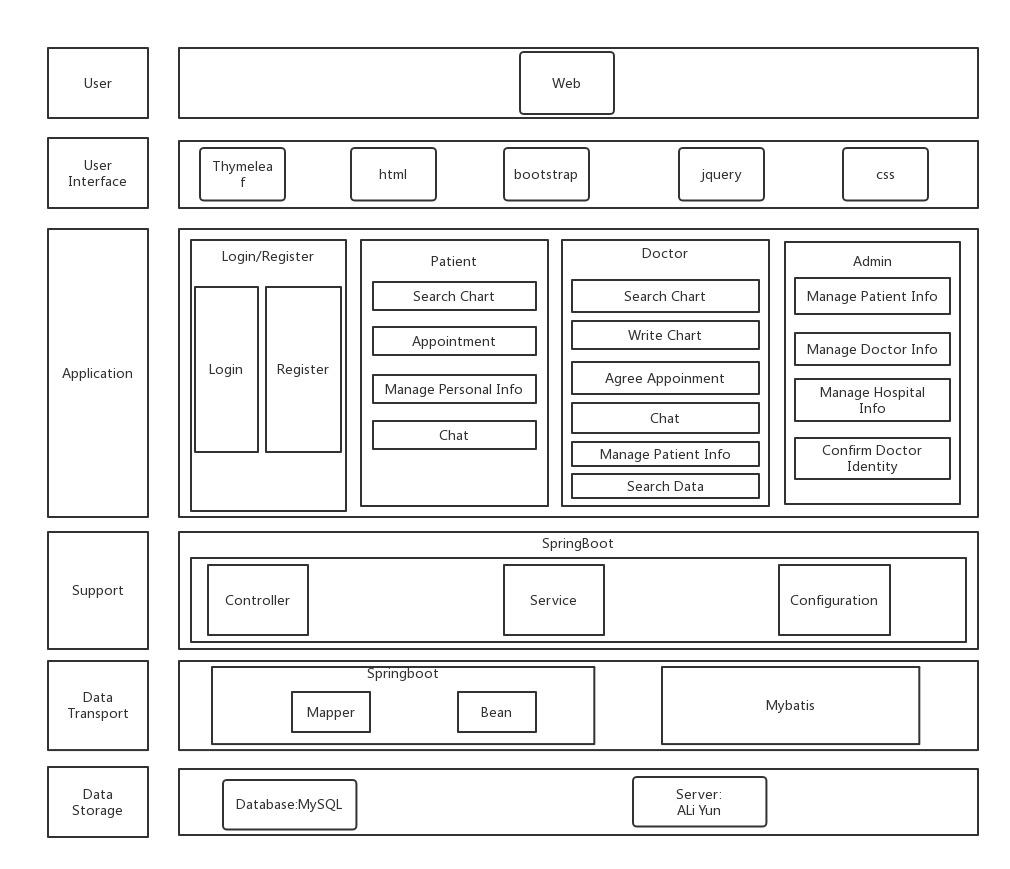 User
Web
User
Interface
Thymelea
f
html
bootstrap
jquery
css
Application
Login/Register
Login
Register
Patient
Search Chart
Appointment
Manage Personal Info
Chat
Doctor
Search Chart
Write Chart
Agree Appoinment
Chat
Manage Patient Info
Search Data
Admin
Manage Patient Info
Manage Doctor Info
Manage Hospital
Info
Confirm Doctor
Identity
Support
SpringBoot
Controller
Service
Configuration
Data
Transport
Springboot
Mapper
Bean
Mybatis
Data
Storage
Database:MySQL
Server:
ALi Yun